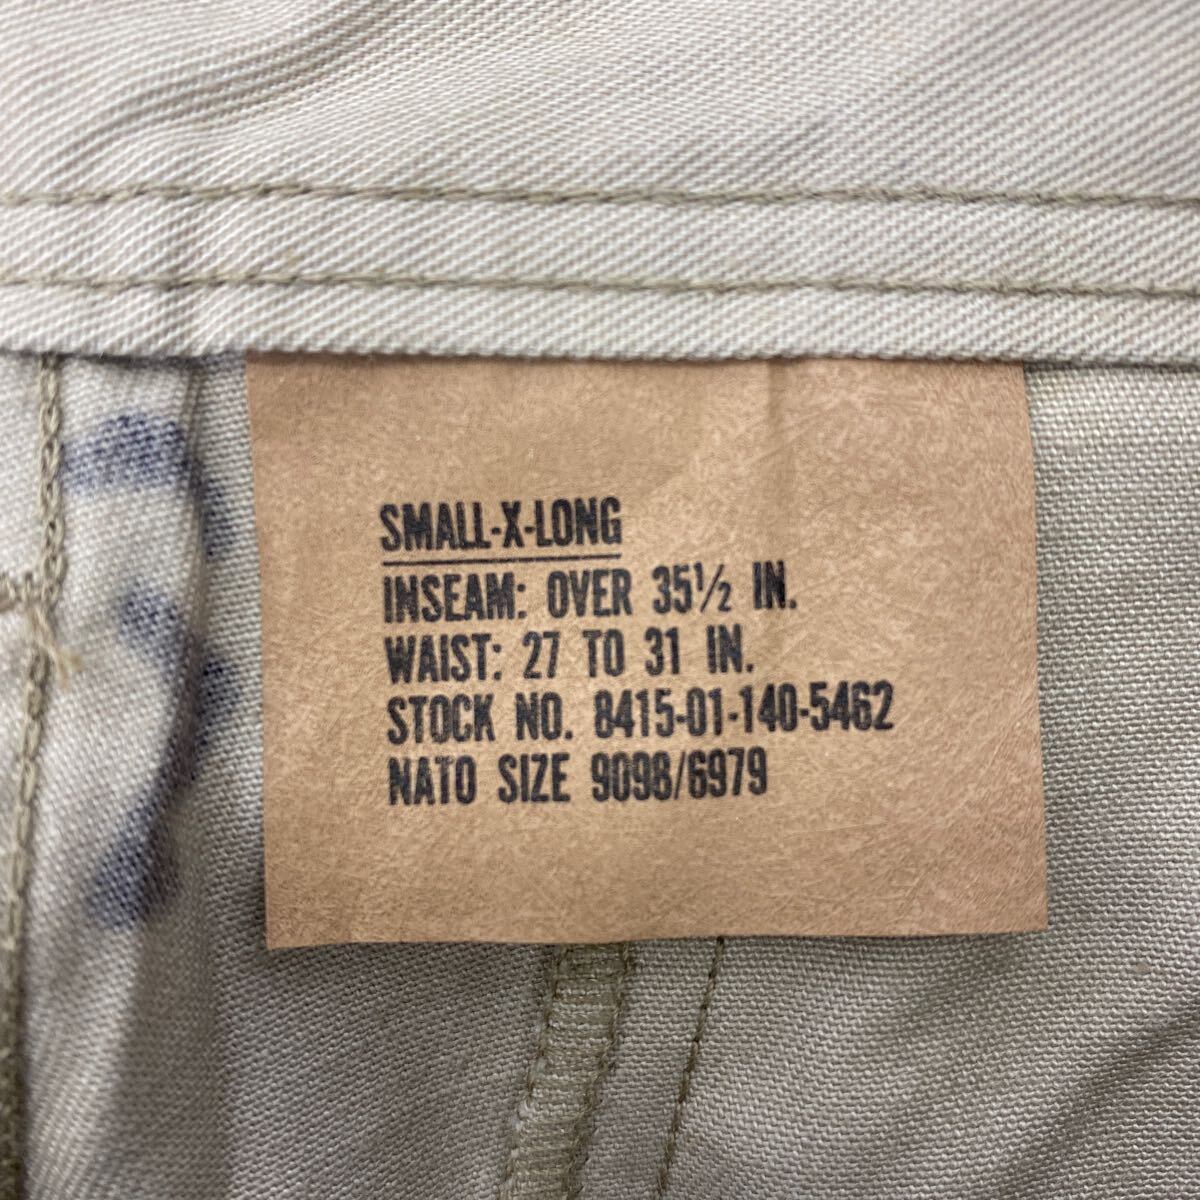 SMALL-X-LONG
INSEAM: OVER 35½ IN.
WAIST: 27 TO 31 IN.
STOCK NO. 8415-01-140-5462
NATO SIZE 9098/6979